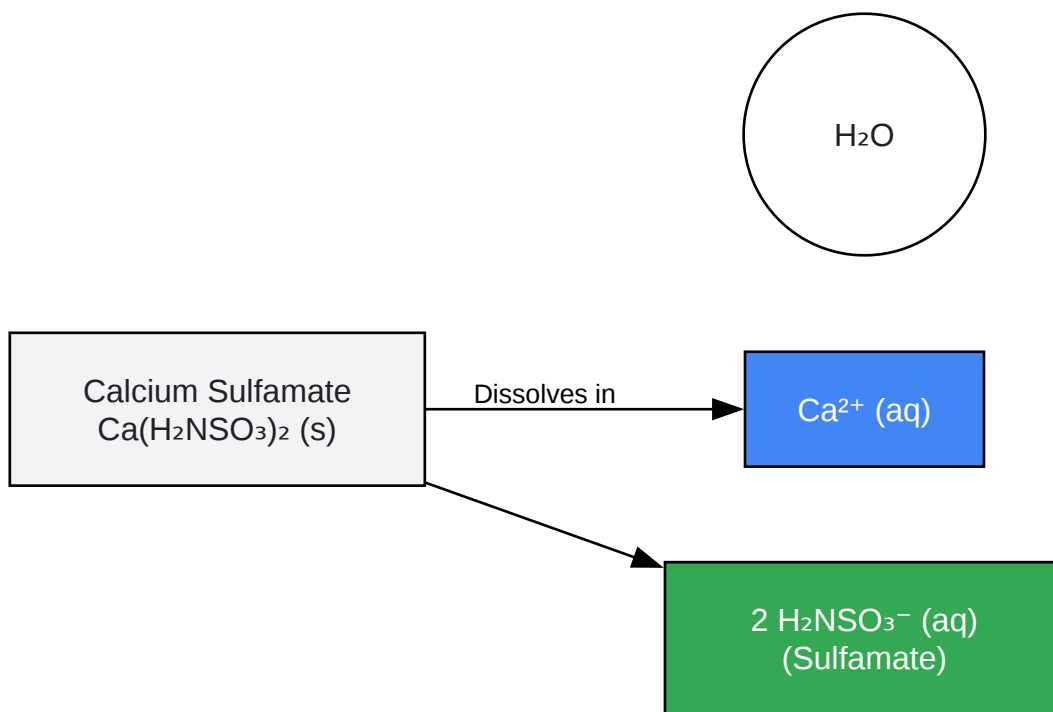 H₂O
Calcium Sulfamate
Ca(H₂NSO₃)₂ (s)
Dissolves in
Ca²⁺ (aq)
2 H₂NSO₃⁻ (aq)
(Sulfamate)